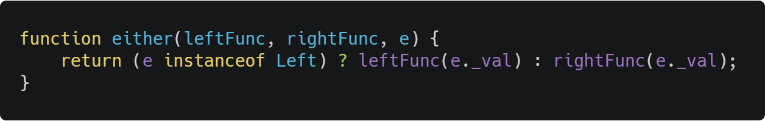 function either(leftFunc, rightFunc, e) {
    return (e instanceof Left) ? leftFunc(e._val) : rightFunc(e._val);
}